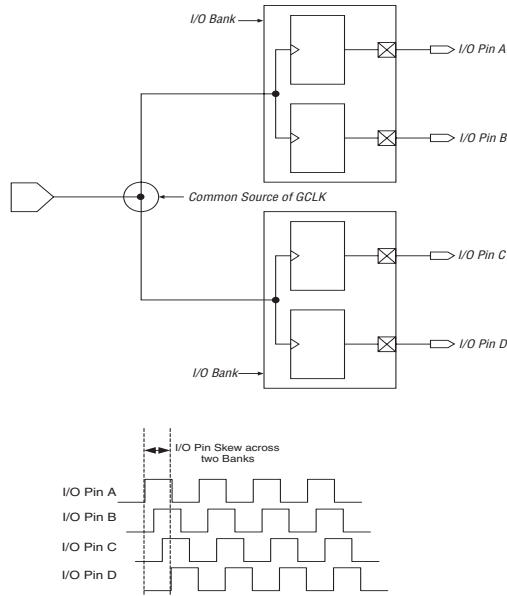 I/O Bank
I/O Pin A
I/O Pin B
Common Source of GCLK
I/O Pin C
I/O Pin D
I/O Bank
I/O Pin Skew across
two Banks
I/O Pin A
I/O Pin B
I/O Pin C
I/O Pin D